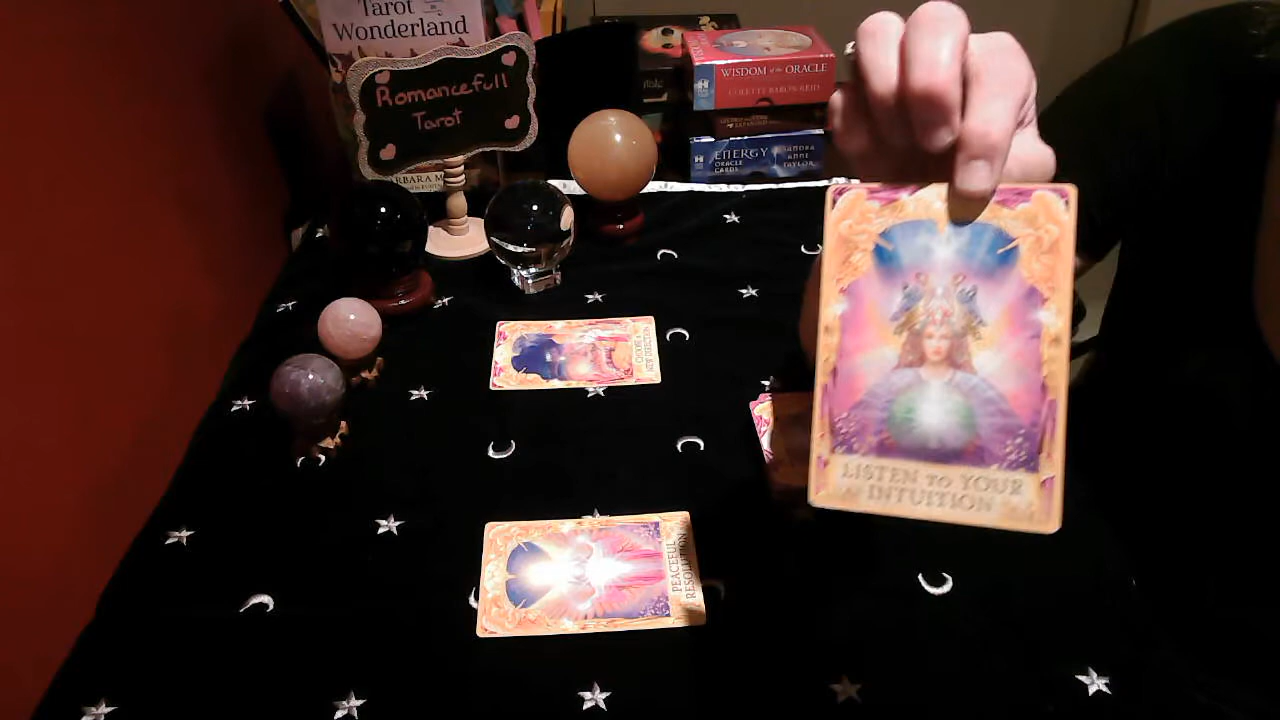 Tarot
Wonderland
Romancefull
Tarot
BARBARA M
WISDOM of the ORACLE
COLETTE BARON-REID
ENERGY
ORACLE
CARDS
SANDRA
ANNE
TAYLOR
CHOOSE A
NEW DIRECTION
LISTEN TO YOUR
INTUITION
PEACEFUL
RESOLUTION